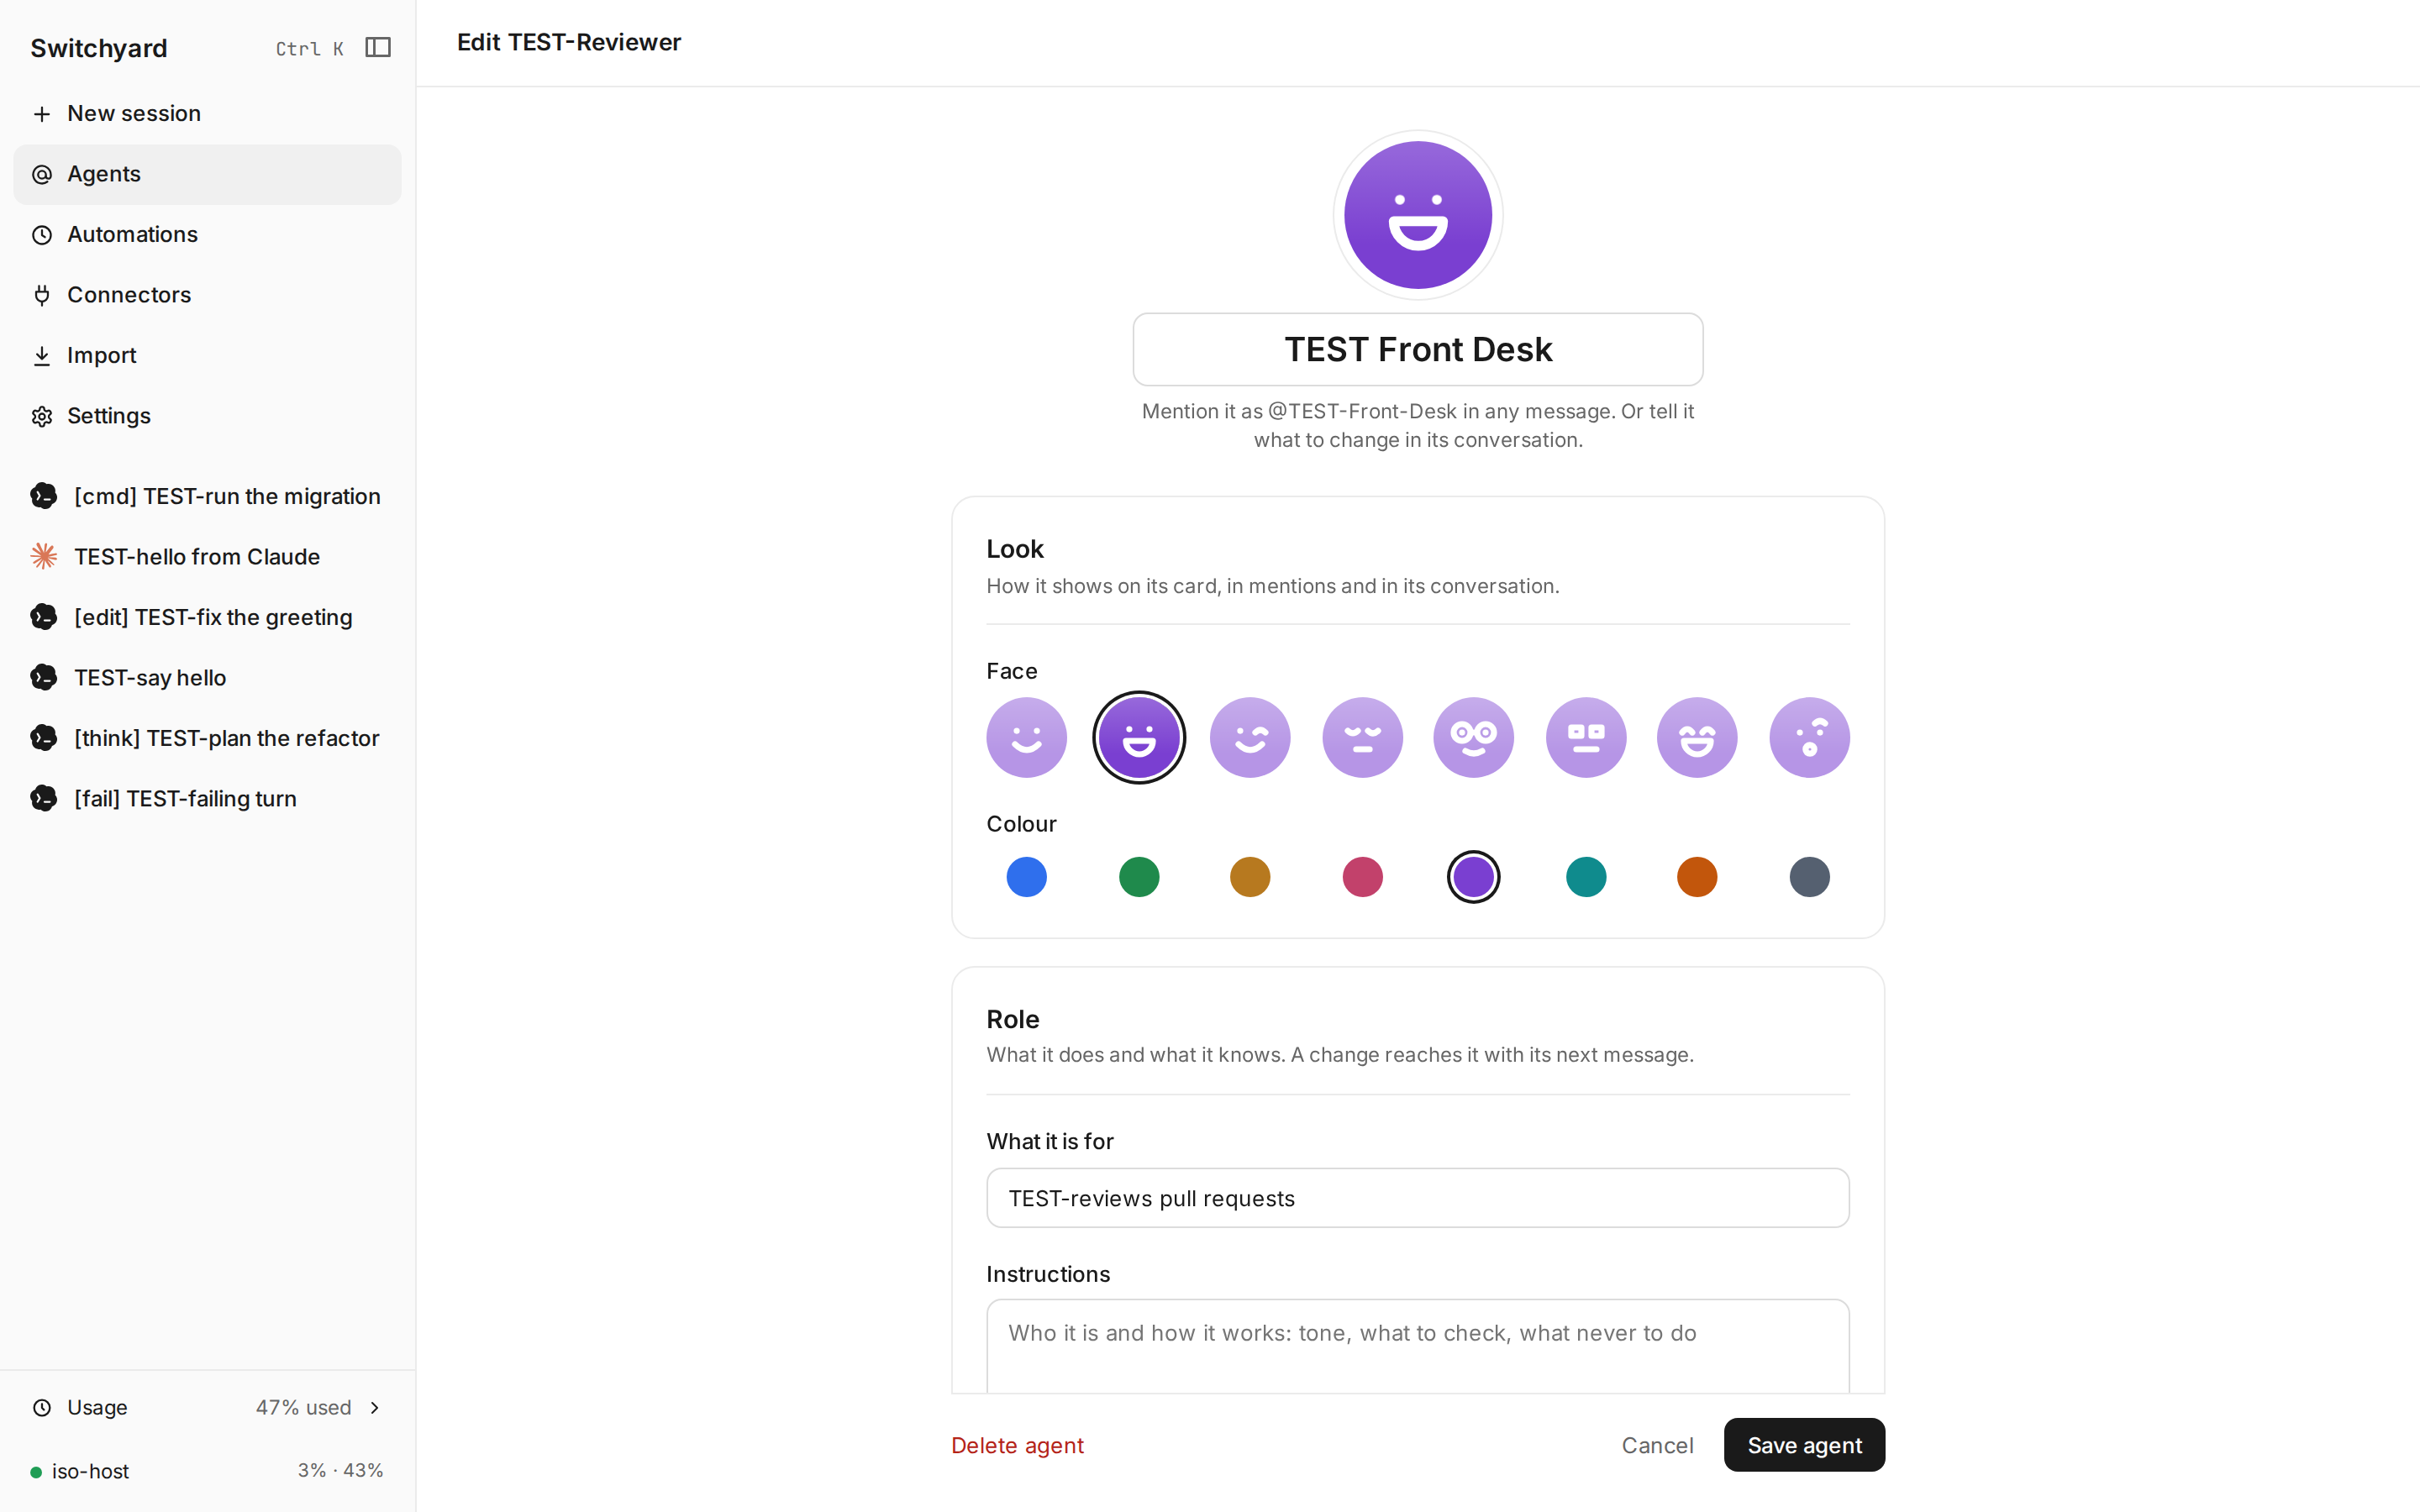 Switchyard
Ctrl K
New session
Agents
Automations
Connectors
Import
Settings
[cmd] TEST-run the migration
TEST-hello from Claude
[edit] TEST-fix the greeting
TEST-say hello
[think] TEST-plan the refactor
[fail] TEST-failing turn
Usage
47% used
iso-host
3% · 43%
Edit TEST-Reviewer
TEST Front Desk
Mention it as @TEST-Front-Desk in any message. Or tell it
what to change in its conversation.
Look
How it shows on its card, in mentions and in its conversation.
Face
Colour
Role
What it does and what it knows. A change reaches it with its next message.
What it is for
TEST-reviews pull requests
Instructions
Who it is and how it works: tone, what to check, what never to do
Delete agent
Cancel
Save agent